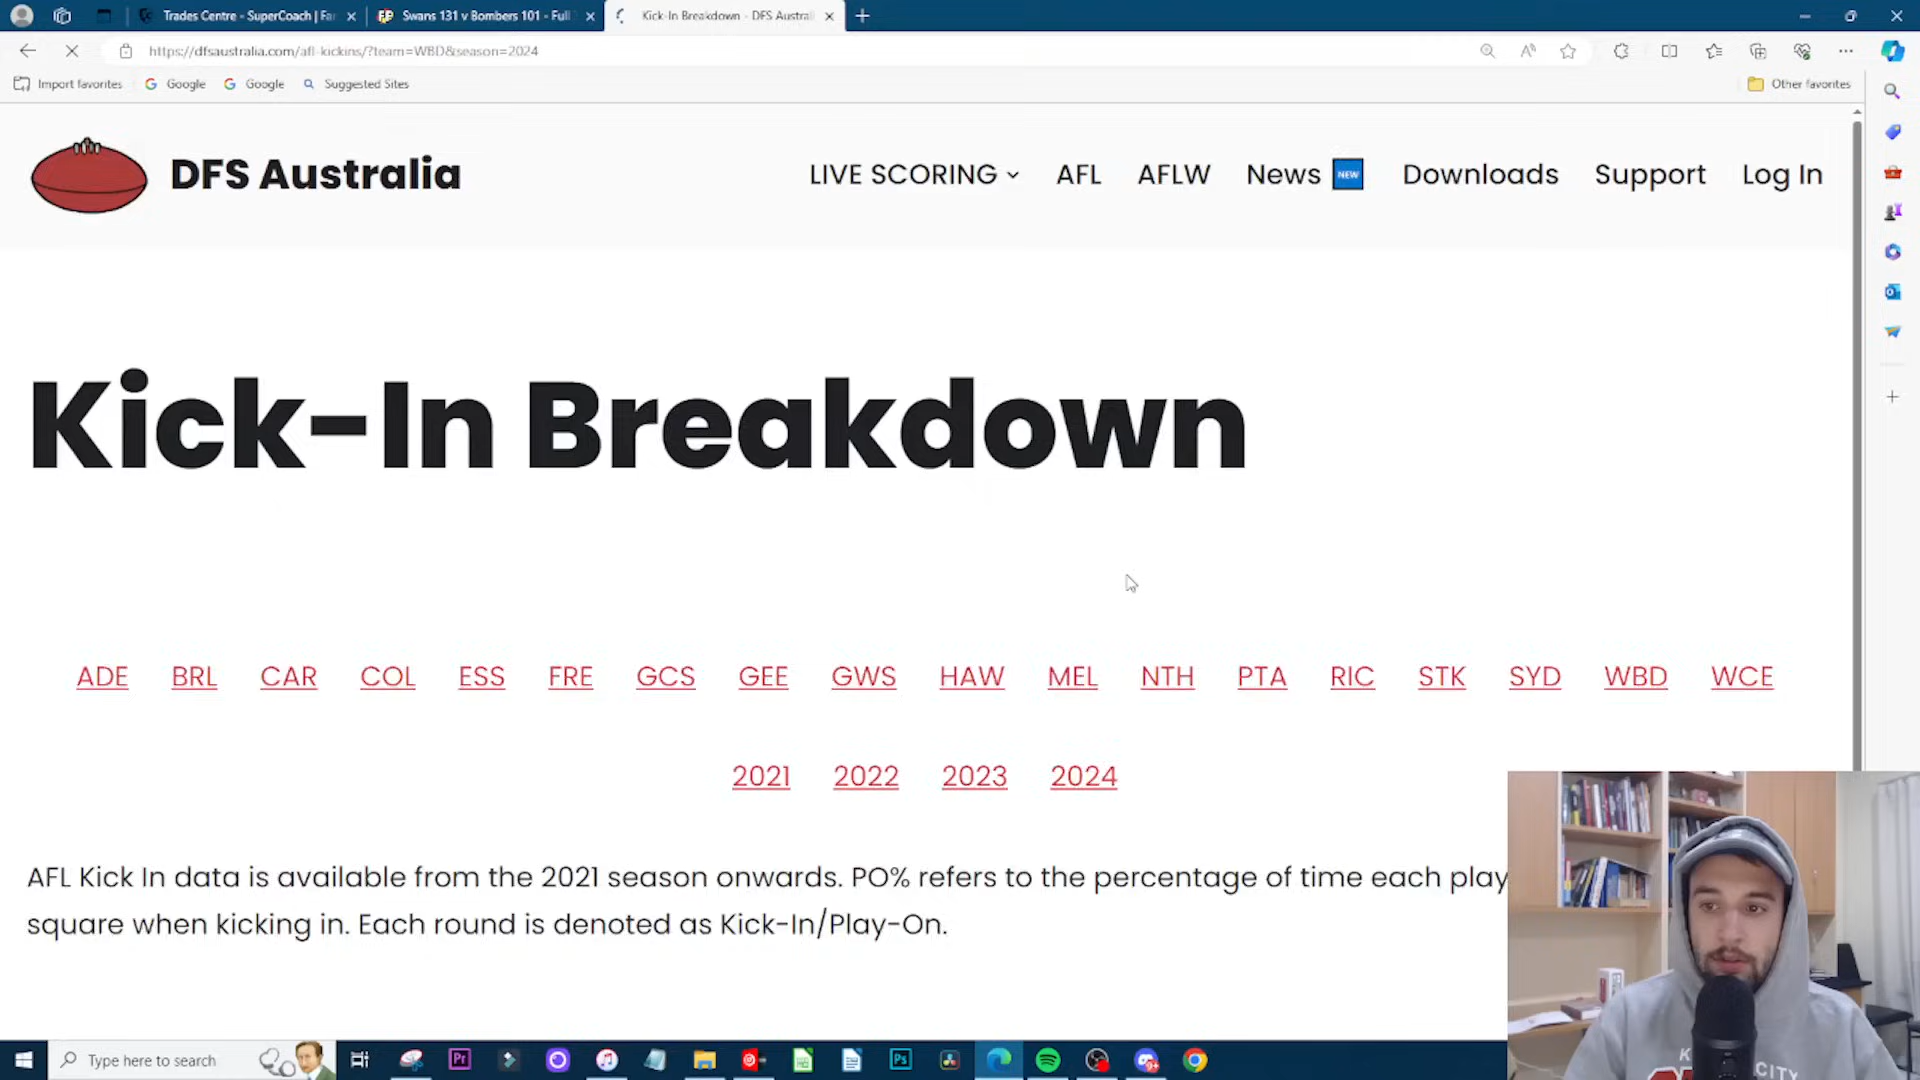 Trades Centre - SuperCoach | Fan
Swans 131 v Bombers 101 - Full
Kick-In Breakdown - DFS Austral
https://dfsaustralia.com/afl-kickins/?team=WBD&season=2024
Import favorites
Google
Google
Suggested Sites
Other favorites
DFS Australia
LIVE SCORING
AFL
AFLW
News NEW
Downloads
Support
Log In
Kick-In Breakdown
ADE BRL CAR COL ESS FRE GCS GEE GWS HAW MEL NTH PTA RIC STK SYD WBD WCE
2021 2022 2023 2024
AFL Kick In data is available from the 2021 season onwards. PO% refers to the percentage of time each play
square when kicking in. Each round is denoted as Kick-In/Play-On.
Type here to search